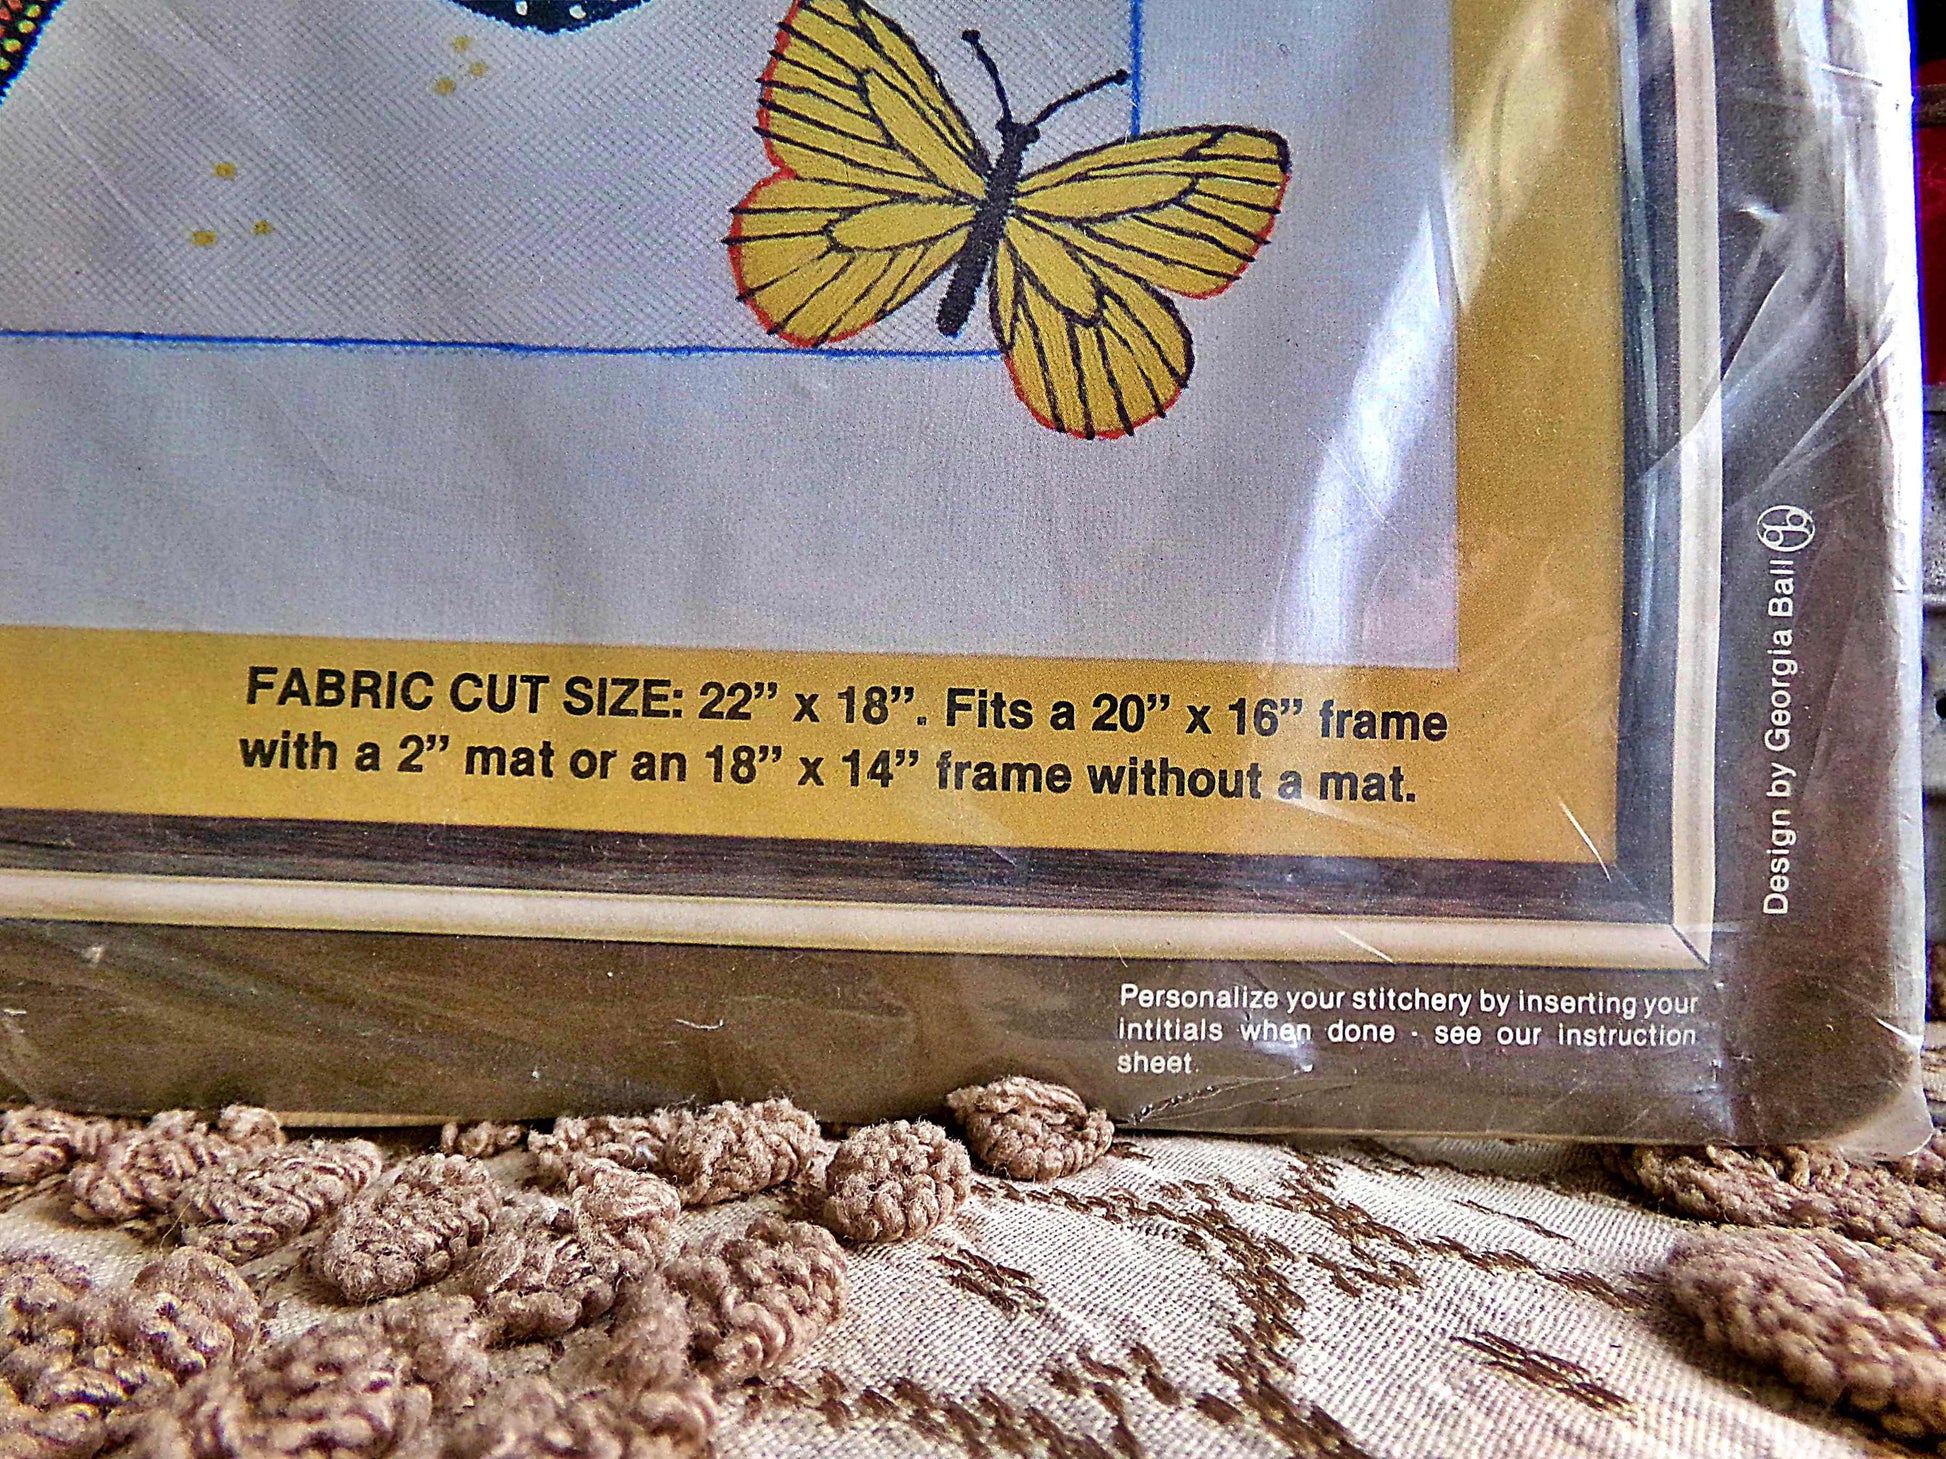 FABRIC CUT SIZE: 22” x 18”. Fits a 20” x 16” frame
with a 2” mat or an 18” x 14” frame without a mat.
Personalize your stitchery by inserting your
intitials when done - see our instruction
sheet.
Design by Georgia Ball